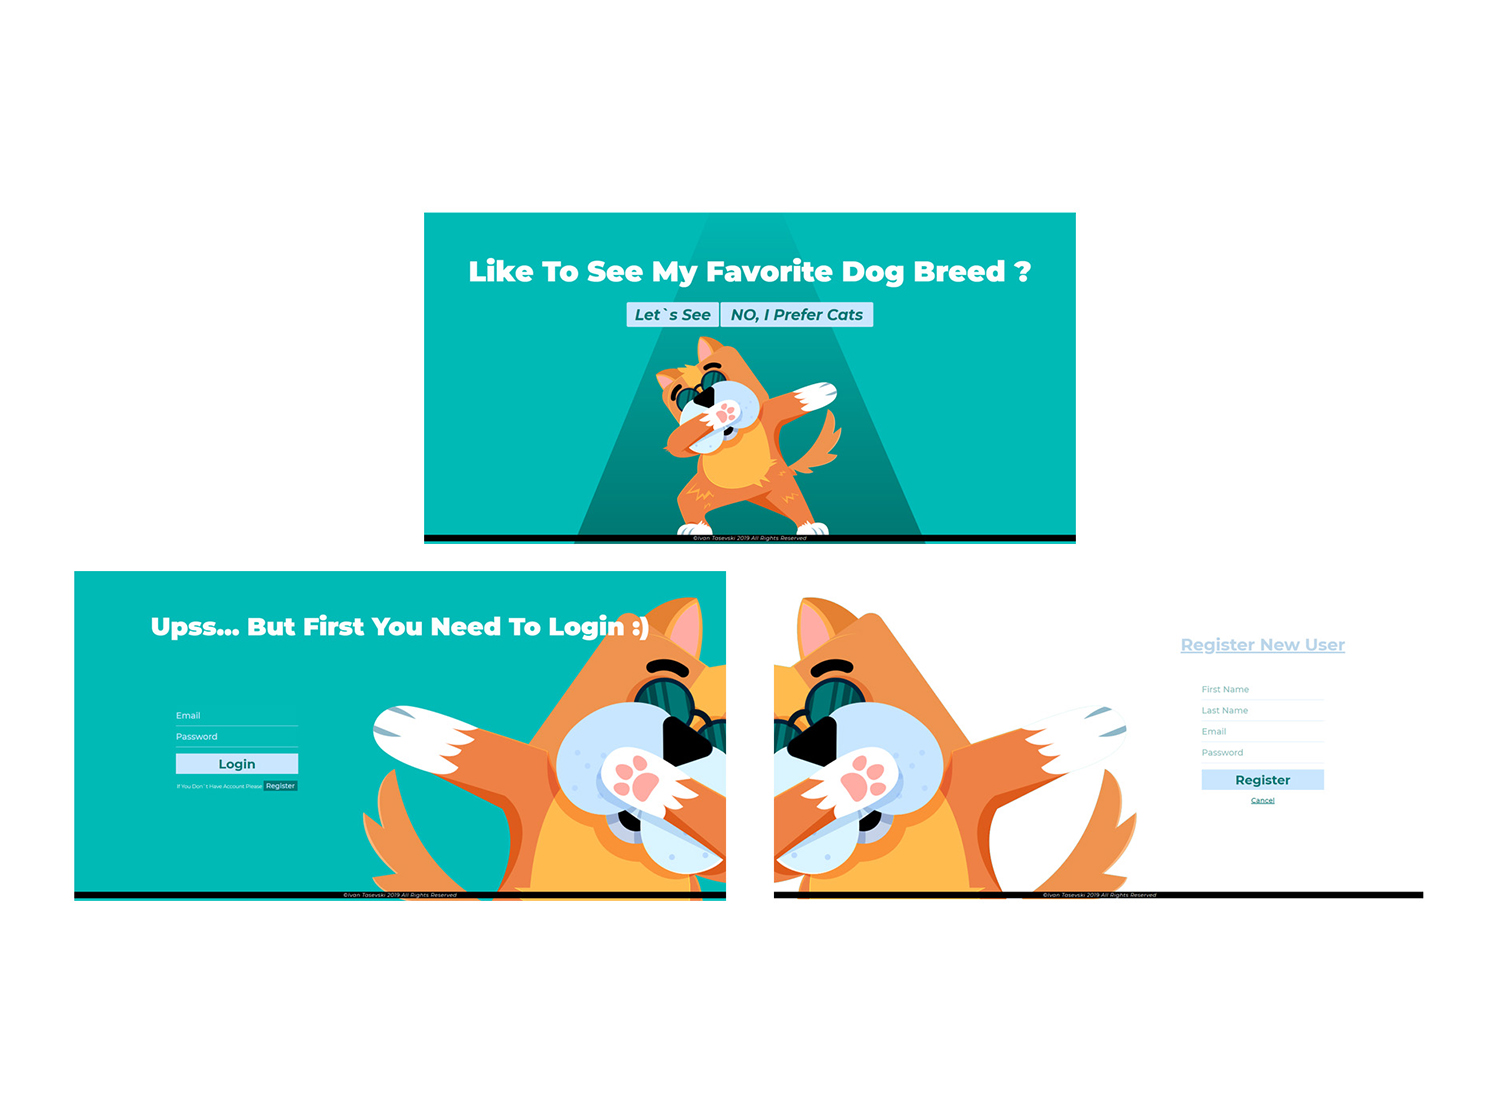 Like To See My Favorite Dog Breed ?
Let`s See
NO, I Prefer Cats
©Ivan Tasevski 2019 All Rights Reserved
Upss... But First You Need To Login :)
Email
Password
Login
If You Don`t Have Account Please Register
©Ivan Tasevski 2019 All Rights Reserved
Register New User
First Name
Last Name
Email
Password
Register
Cancel
©Ivan Tasevski 2019 All Rights Reserved